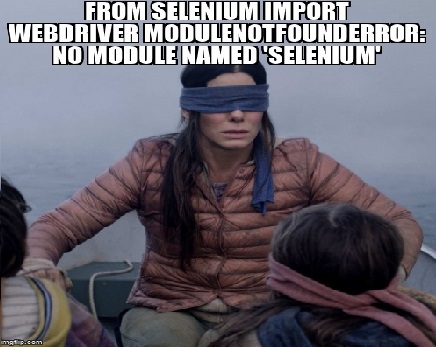 FROM SELENIUM IMPORT
WEBDRIVER MODULENOTFOUNDERROR:
NO MODULE NAMED 'SELENIUM'
imgflip.com